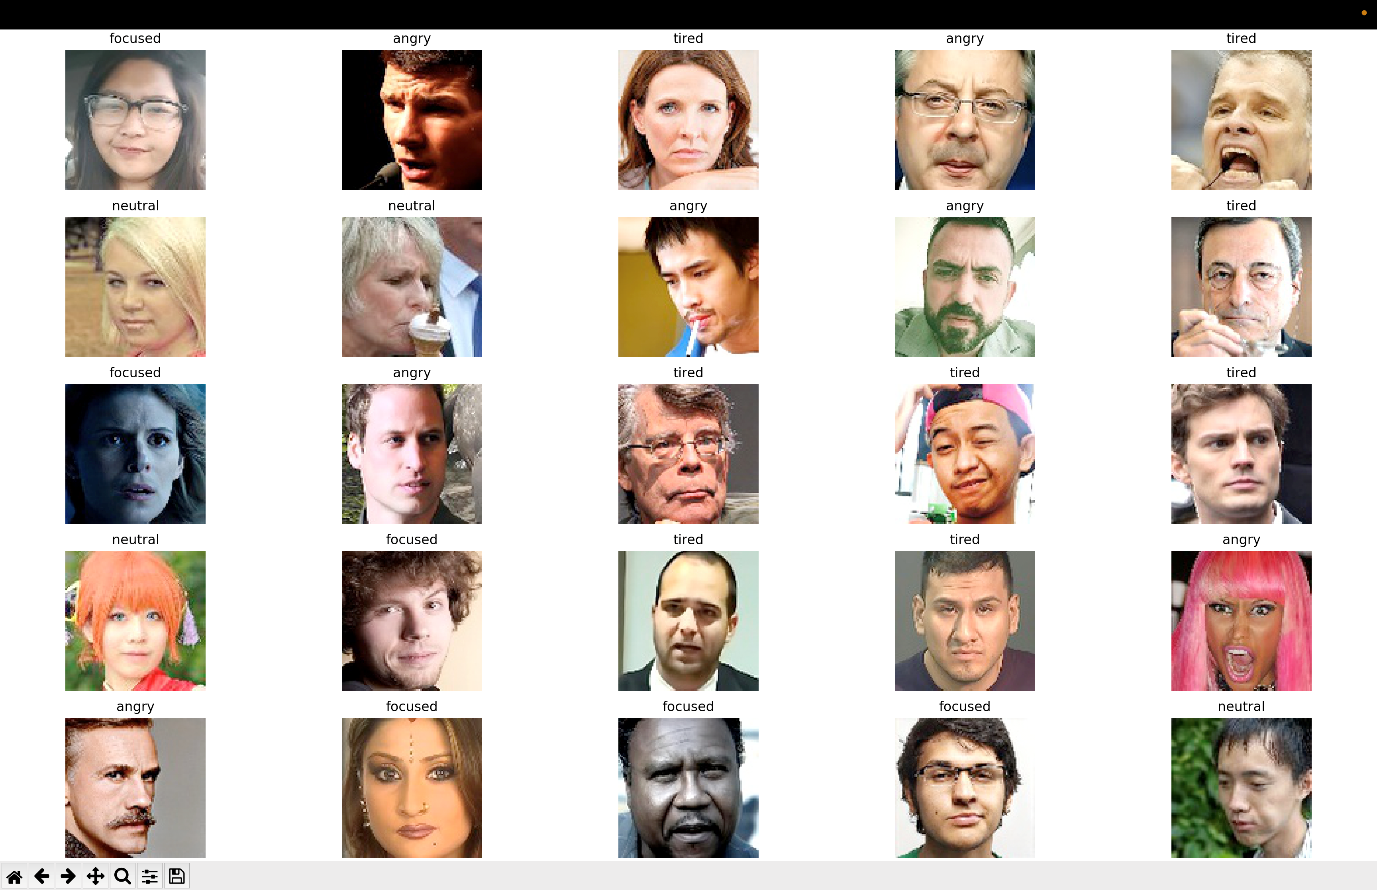 focused angry tired angry tired
neutral neutral angry angry tired
focused angry tired tired tired
neutral focused tired tired angry
angry focused focused focused neutral